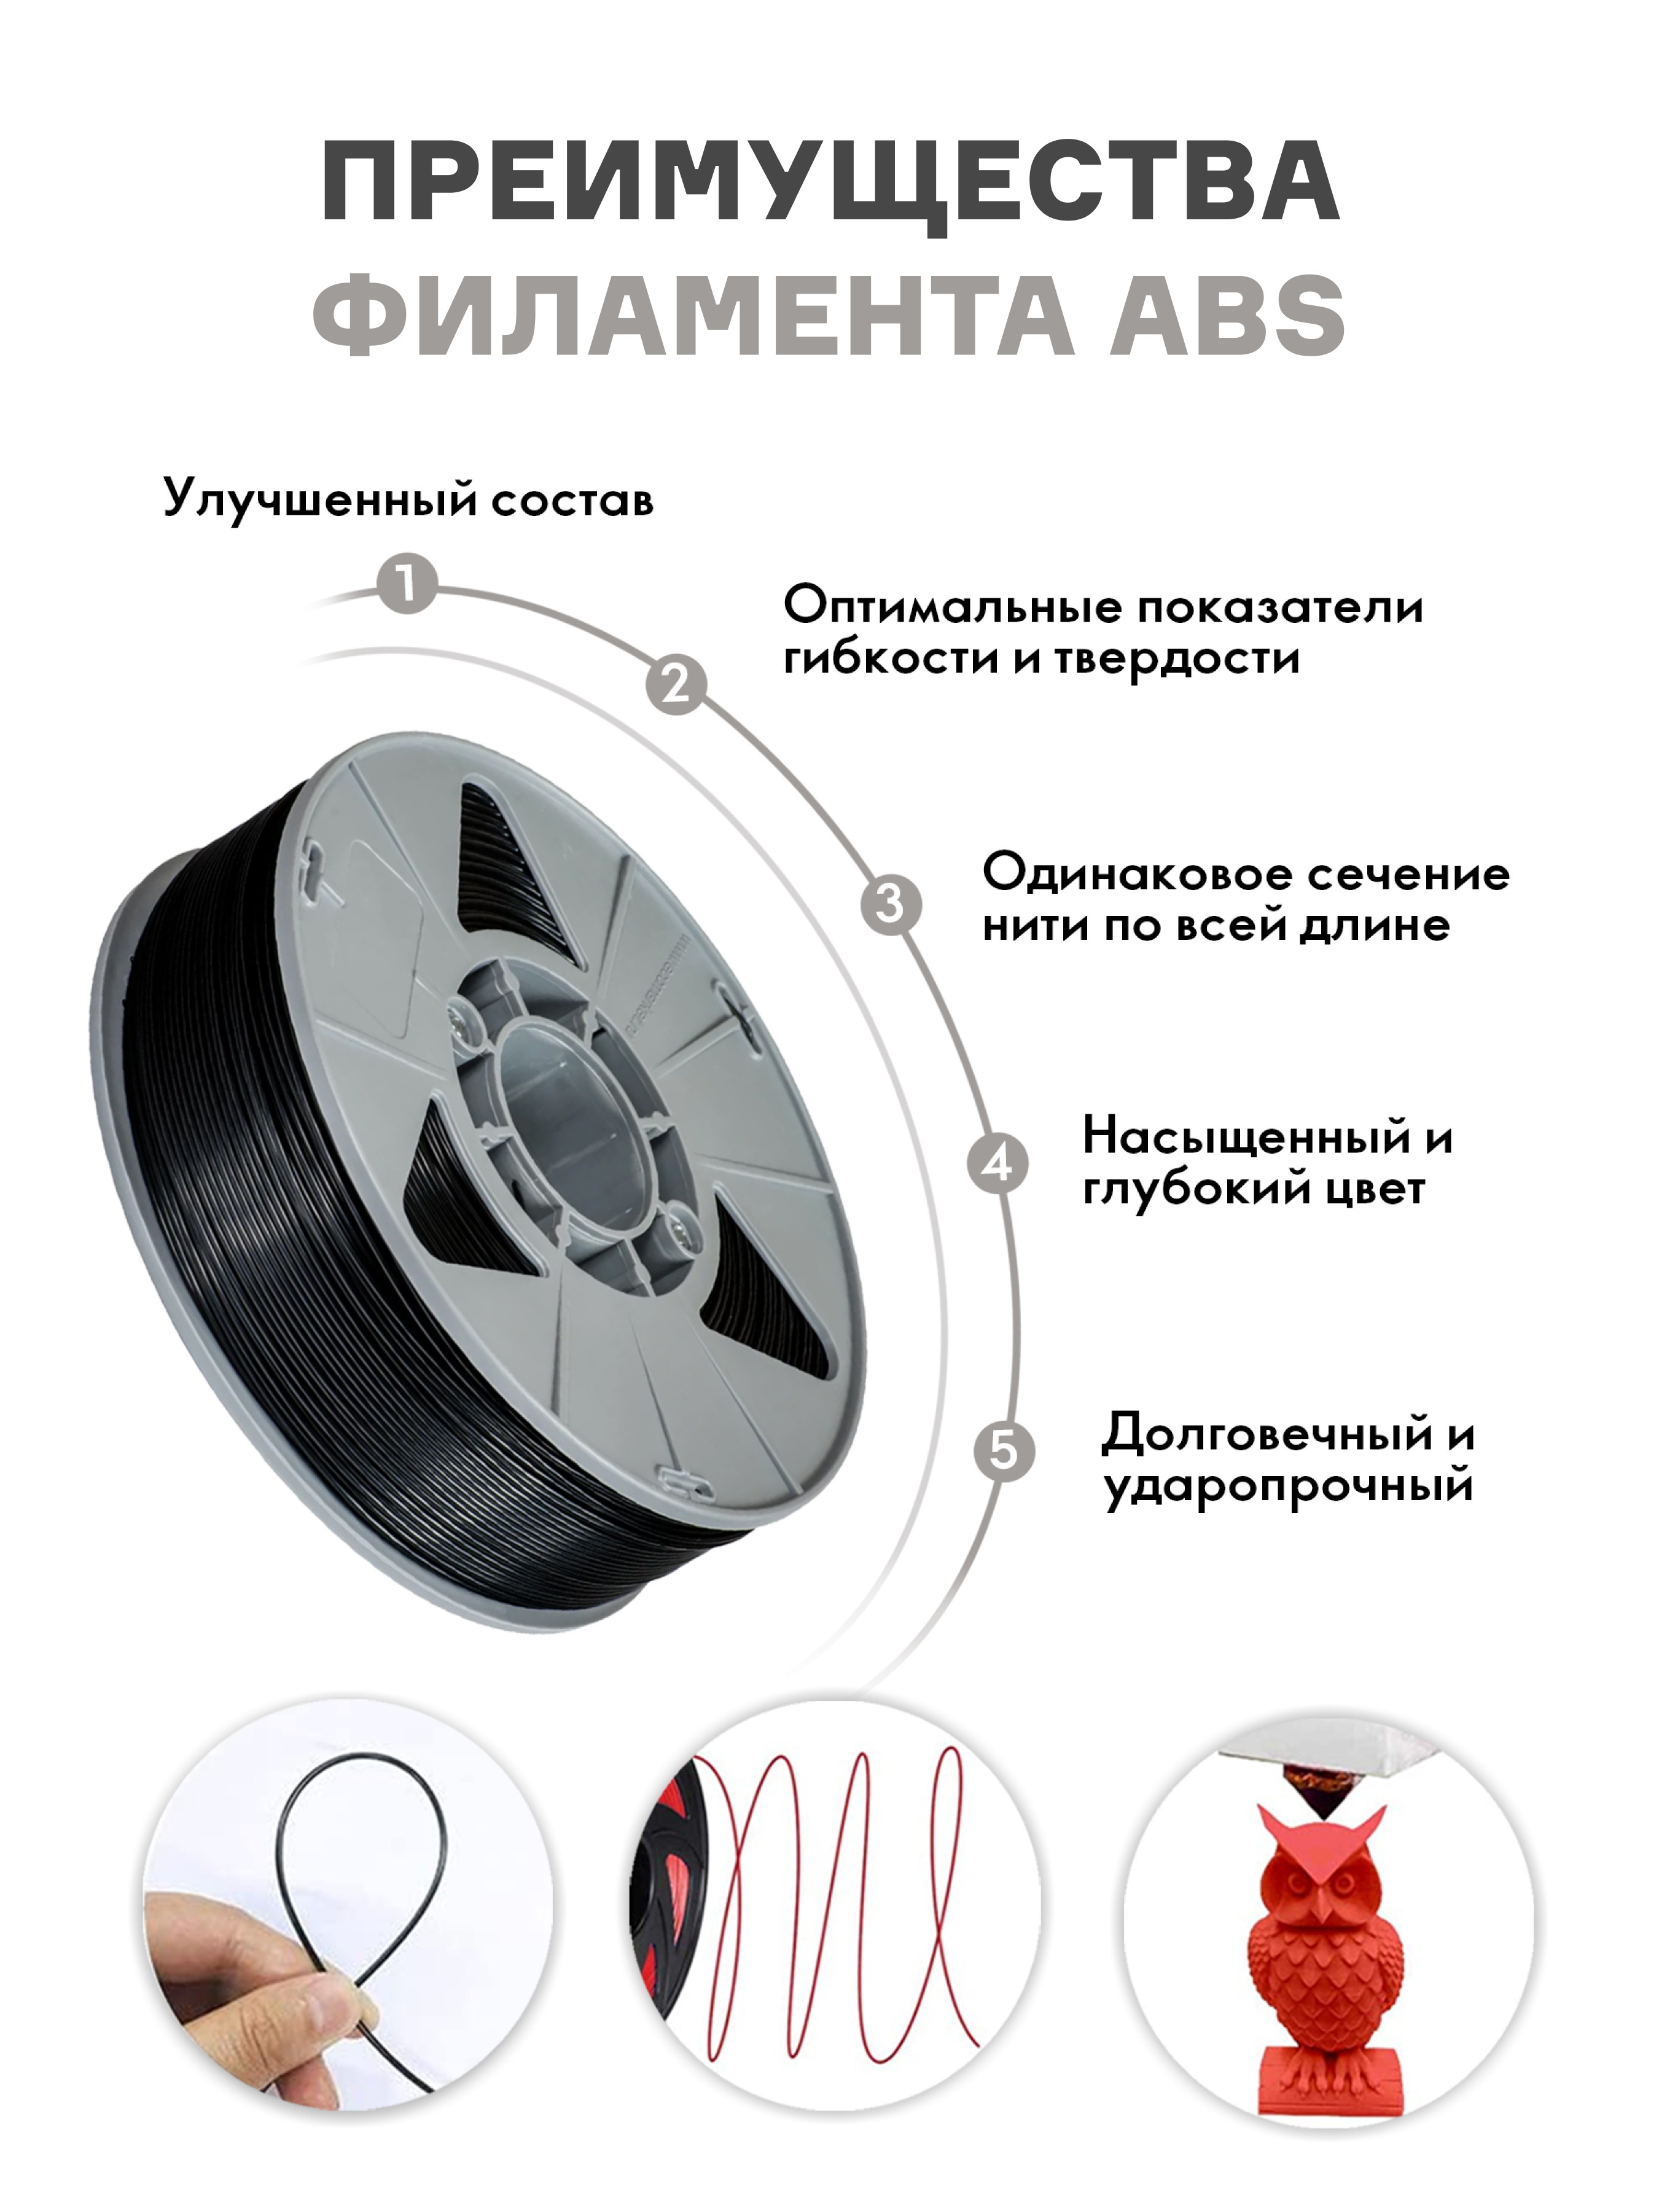 ПРЕИМУЩЕСТВА
ФИЛАМЕНТА ABS
Улучшенный состав
1
Оптимальные показатели
гибкости и твердости
2
Одинаковое сечение
нити по всей длине
3
Насыщенный и
глубокий цвет
4
Долговечный и
ударопрочный
5